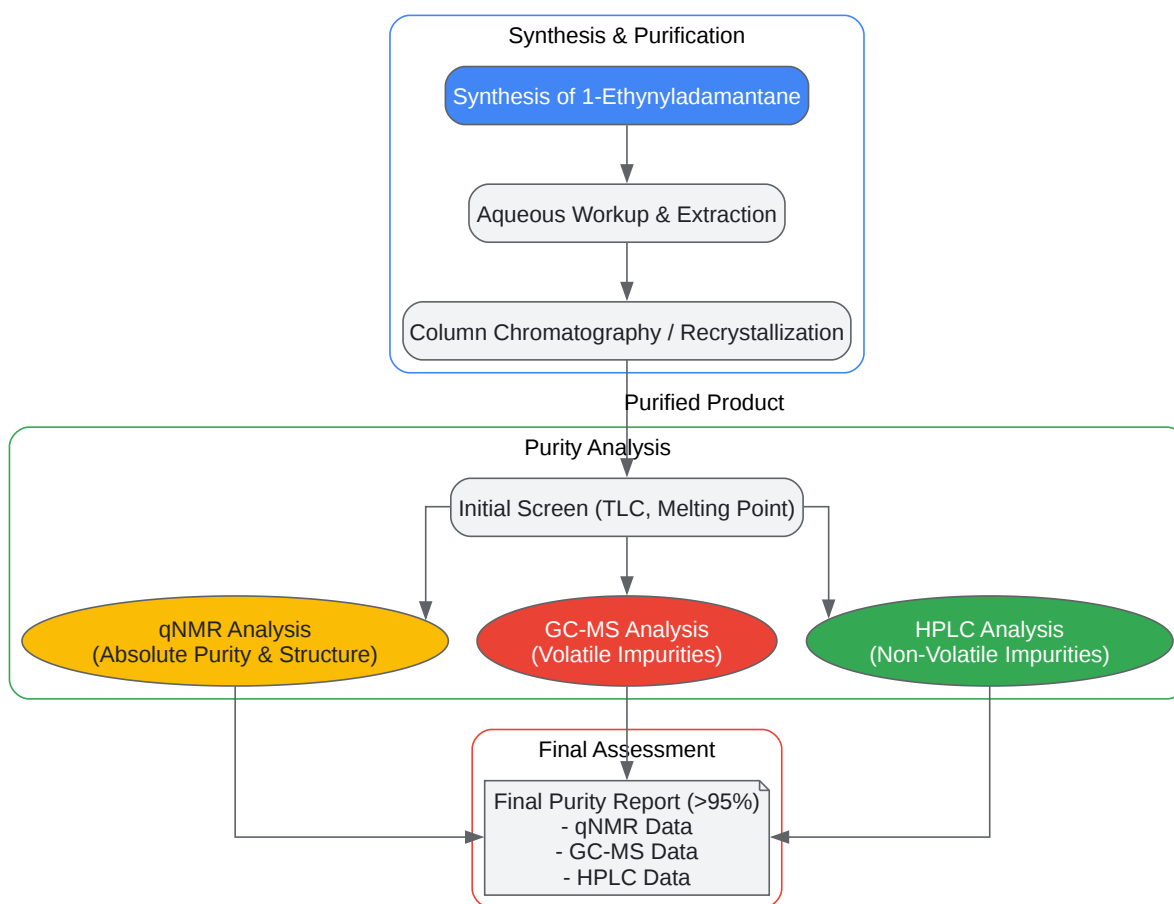 Synthesis & Purification
Synthesis of 1-Ethynyladamantane
Aqueous Workup & Extraction
Column Chromatography / Recrystallization
Purified Product
Purity Analysis
Initial Screen (TLC, Melting Point)
qNMR Analysis
(Absolute Purity & Structure)
GC-MS Analysis
(Volatile Impurities)
HPLC Analysis
(Non-Volatile Impurities)
Final Assessment
Final Purity Report (>95%)
- qNMR Data
- GC-MS Data
- HPLC Data